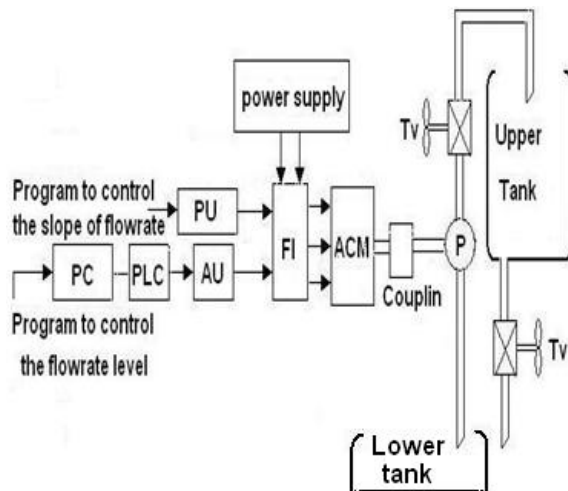 power supply
Tv
Upper
Tank
Program to control
the slope of flowrate
PU
FI
ACM
P
PC
PLC
AU
Couplin
Program to control
the flowrate level
Tv
Lower
tank